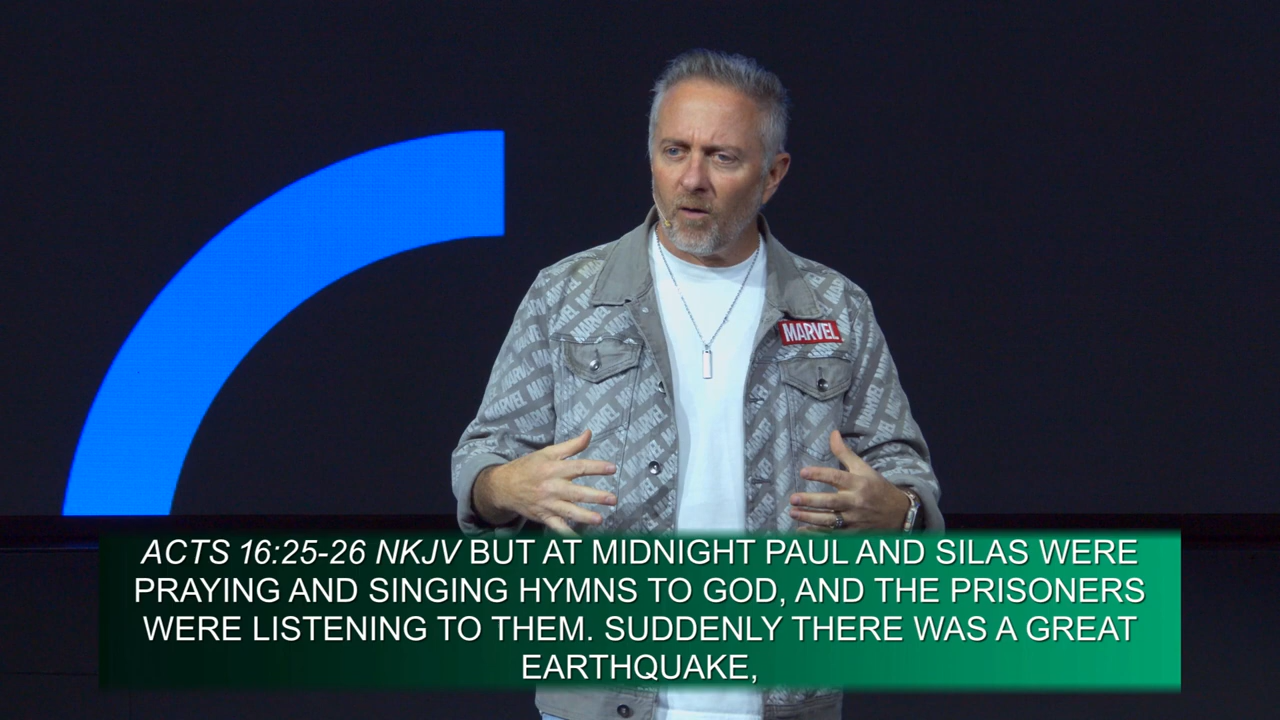 MARVEL
ACTS 16:25-26 NKJV BUT AT MIDNIGHT PAUL AND SILAS WERE
PRAYING AND SINGING HYMNS TO GOD, AND THE PRISONERS
WERE LISTENING TO THEM. SUDDENLY THERE WAS A GREAT
EARTHQUAKE,